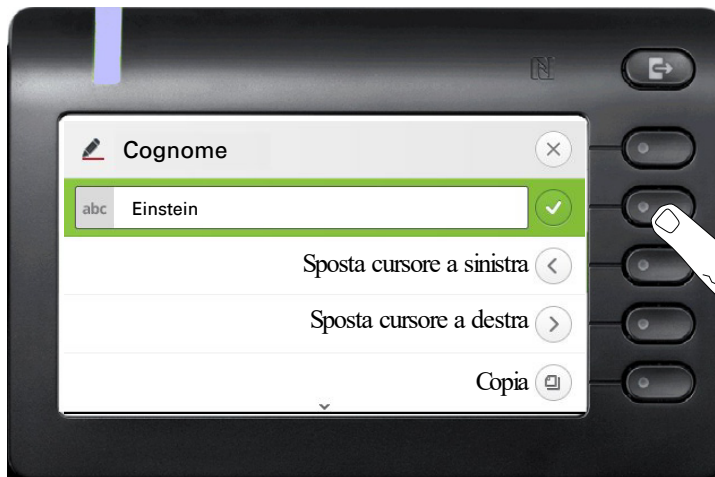 Cognome
abc Einstein
Sposta cursore a sinistra
Sposta cursore a destra
Copia